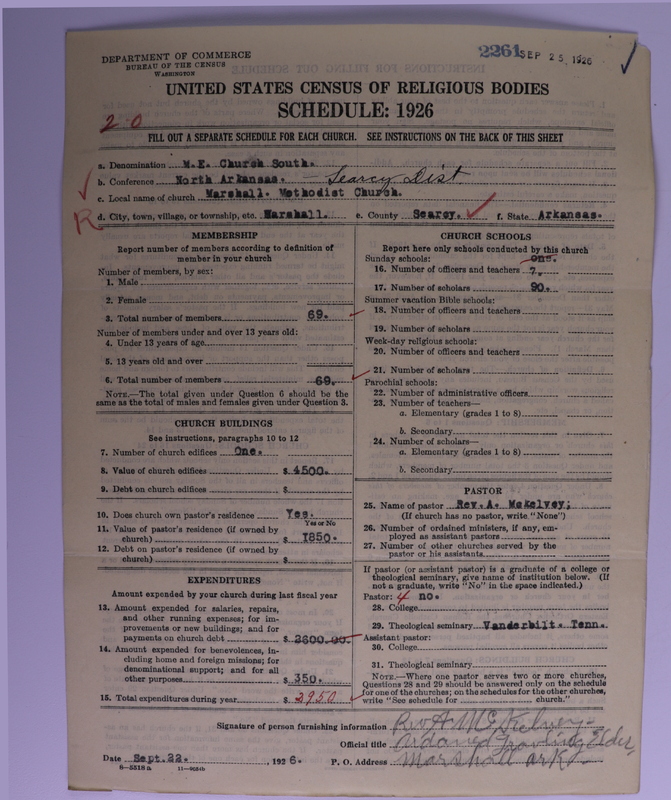 DEPARTMENT OF COMMERCE
BUREAU OF THE CENSUS
WASHINGTON
2261 SEP 25 1926
UNITED STATES CENSUS OF RELIGIOUS BODIES
SCHEDULE: 1926
2 0
FILL OUT A SEPARATE SCHEDULE FOR EACH CHURCH. SEE INSTRUCTIONS ON THE BACK OF THIS SHEET
a. Denomination M.E. Church South.
b. Conference North Arkansas. - Searcy Dist
c. Local name of church Marshall. Methodist Church.
R d. City, town, village, or township, etc. Marshall. e. County Searcy. f. State Arkansas.
MEMBERSHIP
Report number of members according to definition of
member in your church
Number of members, by sex:
1. Male
2. Female
3. Total number of members 69.
Number of members under and over 13 years old:
4. Under 13 years of age
5. 13 years old and over
6. Total number of members 69.
NOTE.—The total given under Question 6 should be the
same as the total of males and females given under Question 3.
CHURCH BUILDINGS
See instructions, paragraphs 10 to 12
7. Number of church edifices One.
8. Value of church edifices $ 4500.
9. Debt on church edifices $
10. Does church own pastor's residence? Yes.
Yes or No
11. Value of pastor's residence (if owned by
church) $ 1850.
12. Debt on pastor's residence (if owned by
church) $
EXPENDITURES
Amount expended by your church during last fiscal year
13. Amount expended for salaries, repairs,
and other running expenses; for im-
provements or new buildings; and for
payments on church debt $ 2600.00.
14. Amount expended for benevolences, in-
cluding home and foreign missions; for
denominational support; and for all
other purposes $ 350.
15. Total expenditures during year $ 2950
CHURCH SCHOOLS
Report here only schools conducted by this church
Sunday schools: one.
16. Number of officers and teachers 7.
17. Number of scholars 90.
Summer vacation Bible schools:
18. Number of officers and teachers
19. Number of scholars
Week-day religious schools:
20. Number of officers and teachers
21. Number of scholars
Parochial schools:
22. Number of administrative officers
23. Number of teachers—
a. Elementary (grades 1 to 8)
b. Secondary
24. Number of scholars—
a. Elementary (grades 1 to 8)
b. Secondary
PASTOR
25. Name of pastor Rev. A. McKelvey;
(If church has no pastor, write "None")
26. Number of ordained ministers, if any, em-
ployed as assistant pastors
27. Number of other churches served by the
pastor or his assistants
If pastor (or assistant pastor) is a graduate of a college or
theological seminary, give name of institution below. (If
not a graduate, write "No" in the space indicated.)
Pastor: 4 no.
28. College
29. Theological seminary Vanderbilt. Tenn.
Assistant pastor:
30. College
31. Theological seminary
NOTE.—Where one pastor serves two or more churches,
Questions 28 and 29 should be answered only on the schedule
for one of the churches; on the schedules for the other churches,
write "See schedule for church."
Signature of person furnishing information Rev A. McKelvey-
Official title ordained Travling Elder
Date Sept.22. , 192 6. P. O. Address Marshall ark